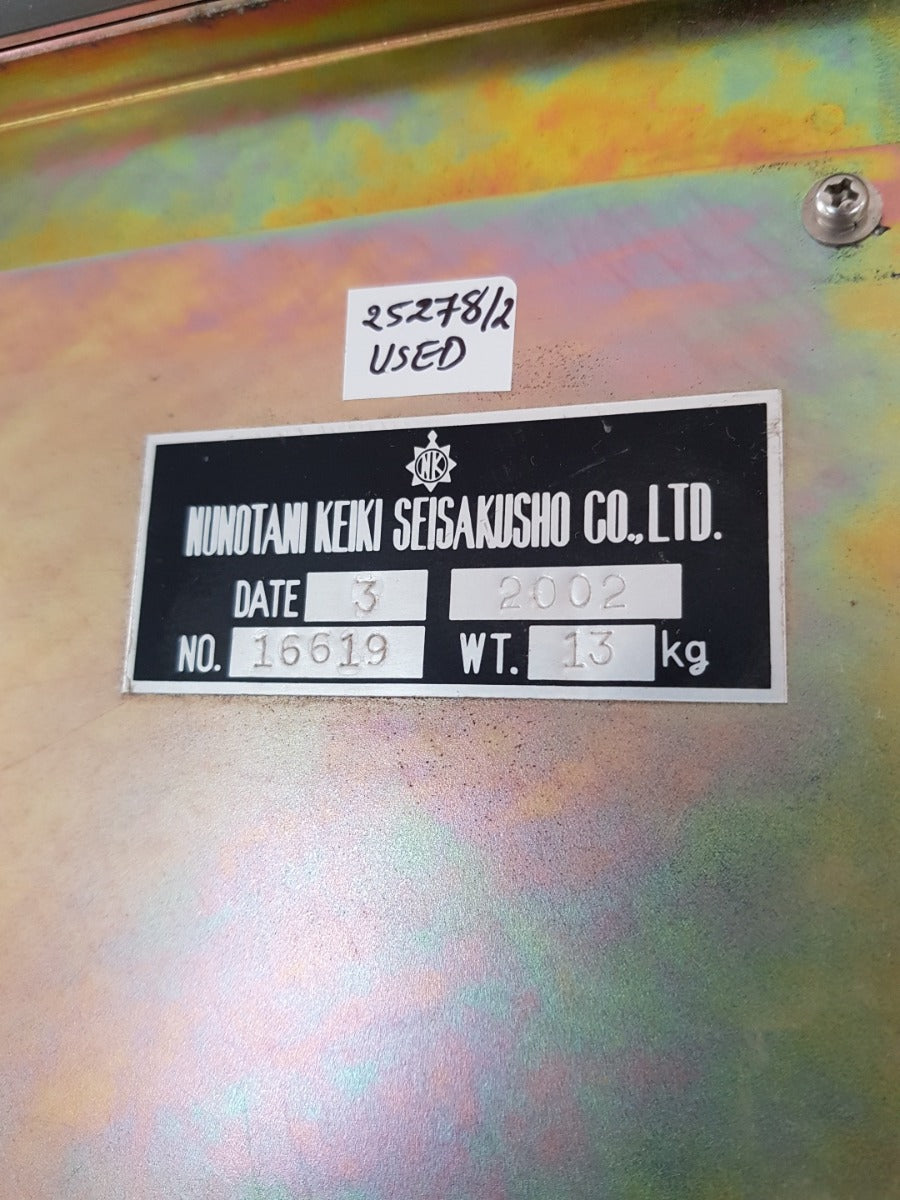 25278/2
USED
NK
NUNOTANI KEIKI SEISAKUSHO CO., LTD.
DATE 3 2002
NO. 16619 WT. 13 kg